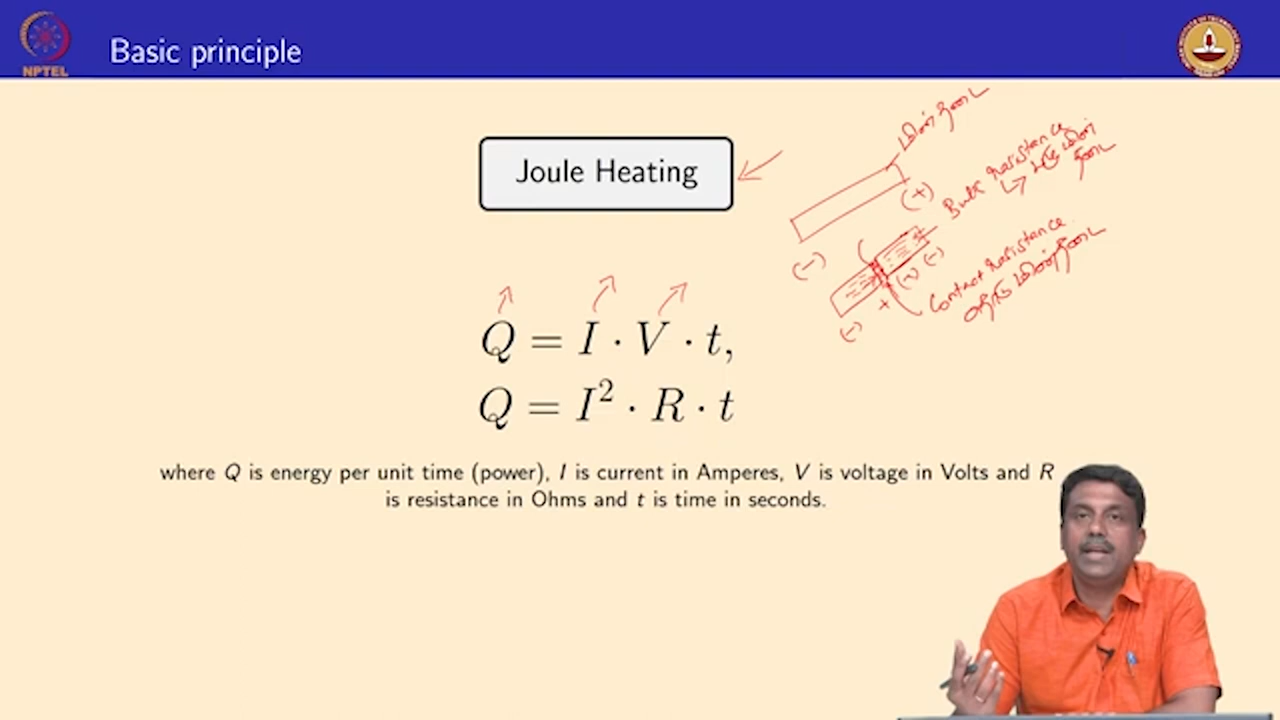 NPTEL
Basic principle
Joule Heating
Q = I · V · t,
Q = I² · R · t
where Q is energy per unit time (power), I is current in Amperes, V is voltage in Volts and R
is resistance in Ohms and t is time in seconds.
(-)
(+)
Bulk resistance
Contact resistance
(-) + (+) (-)